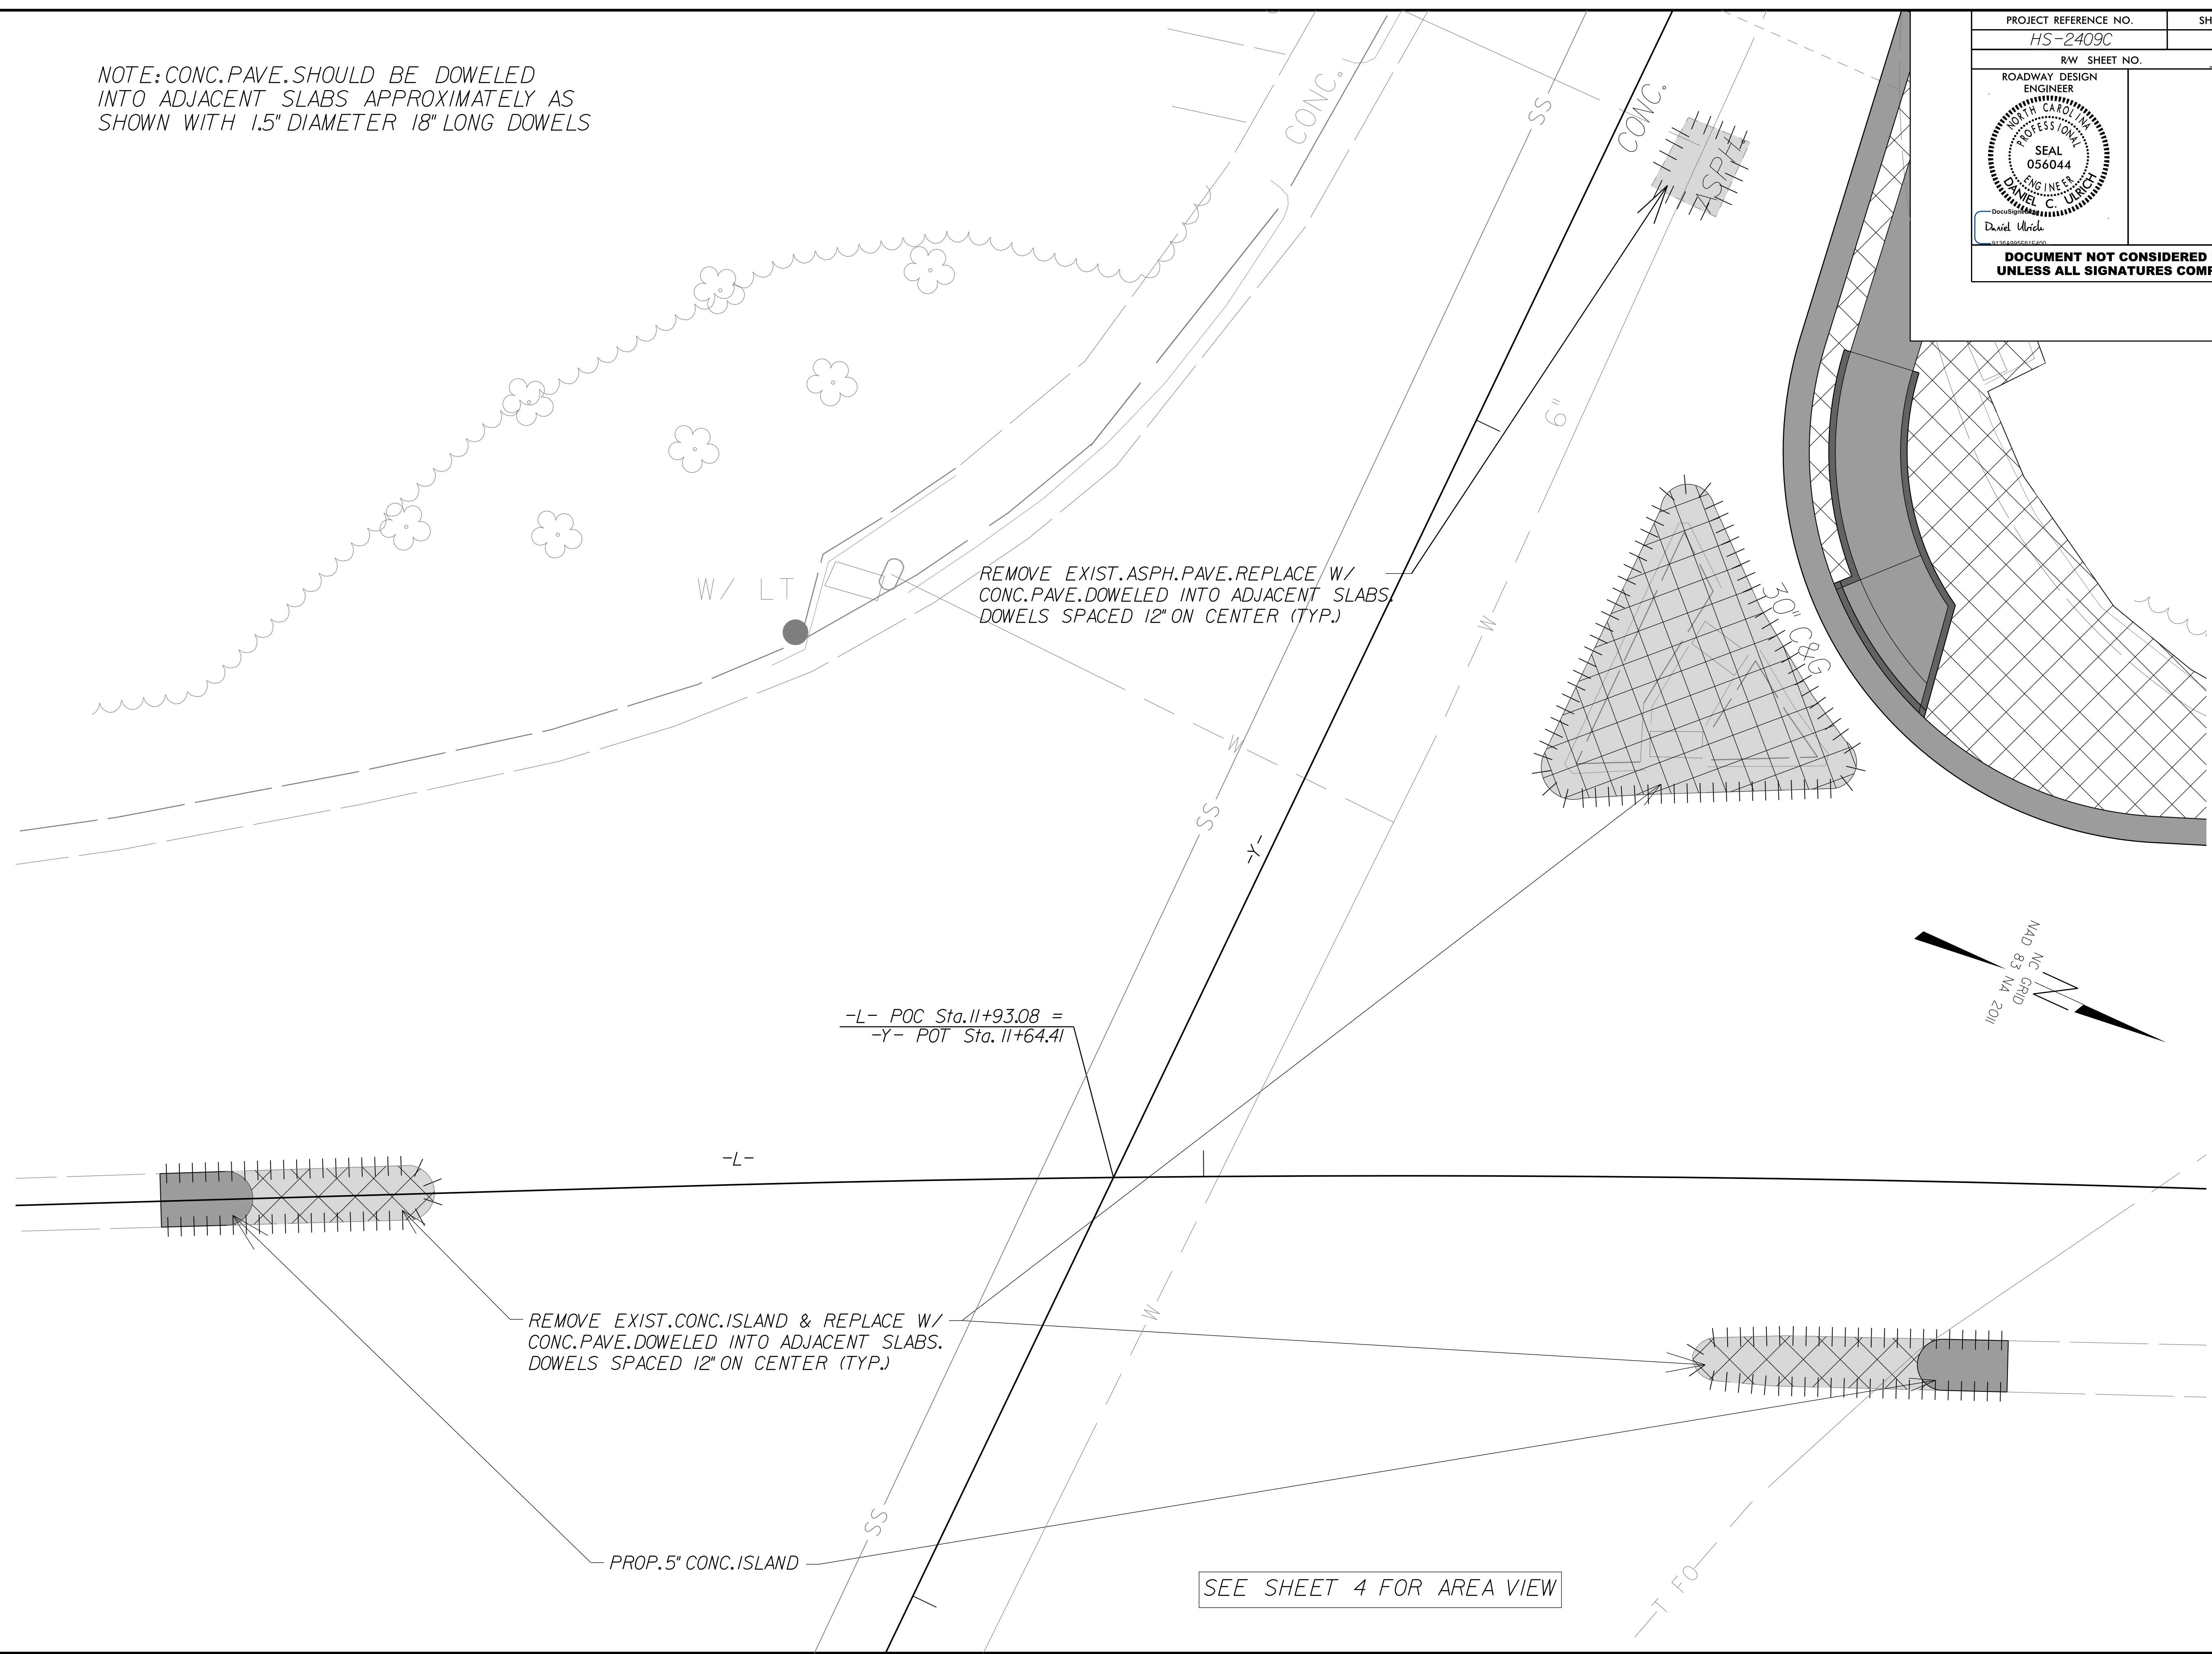 NOTE: CONC. PAVE. SHOULD BE DOWELED
INTO ADJACENT SLABS APPROXIMATELY AS
SHOWN WITH 1.5" DIAMETER 18" LONG DOWELS
PROJECT REFERENCE NO.
SH
HS-2409C
R/W SHEET NO.
ROADWAY DESIGN
ENGINEER
NORTH CAROLINA
PROFESSIONAL
SEAL
056044
ENGINEER
DANIEL C. ULRICH
Daniel Ulrich
9136A995F61E400
DOCUMENT NOT CONSIDERED
UNLESS ALL SIGNATURES COMP
CONC.
SS
CONC.
ASPH.
6"
W/ LT
REMOVE EXIST. ASPH. PAVE. REPLACE W/
CONC. PAVE. DOWELED INTO ADJACENT SLABS.
DOWELS SPACED 12" ON CENTER (TYP.)
W
30" C&G
W
SS
-Y-
NC GRID
NAD 83 NA 2011
-L- POC Sta. 11+93.08 =
-Y- POT Sta. 11+64.41
-L-
REMOVE EXIST. CONC. ISLAND & REPLACE W/
CONC. PAVE. DOWELED INTO ADJACENT SLABS.
DOWELS SPACED 12" ON CENTER (TYP.)
W
SS
PROP. 5" CONC. ISLAND
SEE SHEET 4 FOR AREA VIEW
T FO